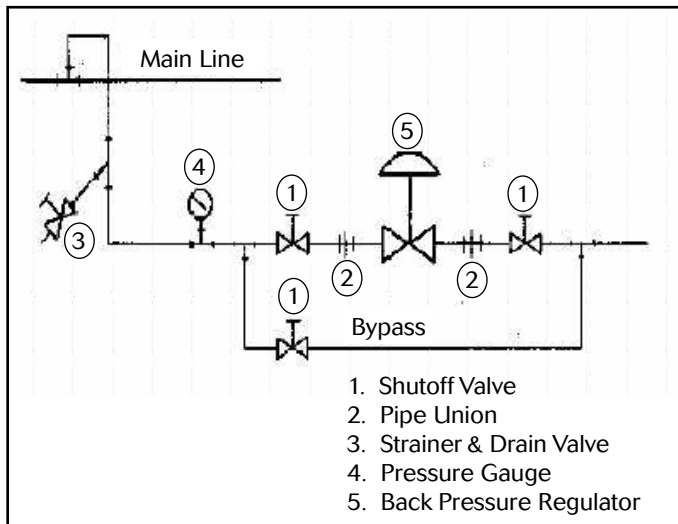 Main Line
5
4
1
1
3
2
2
1
Bypass
1. Shutoff Valve
2. Pipe Union
3. Strainer & Drain Valve
4. Pressure Gauge
5. Back Pressure Regulator